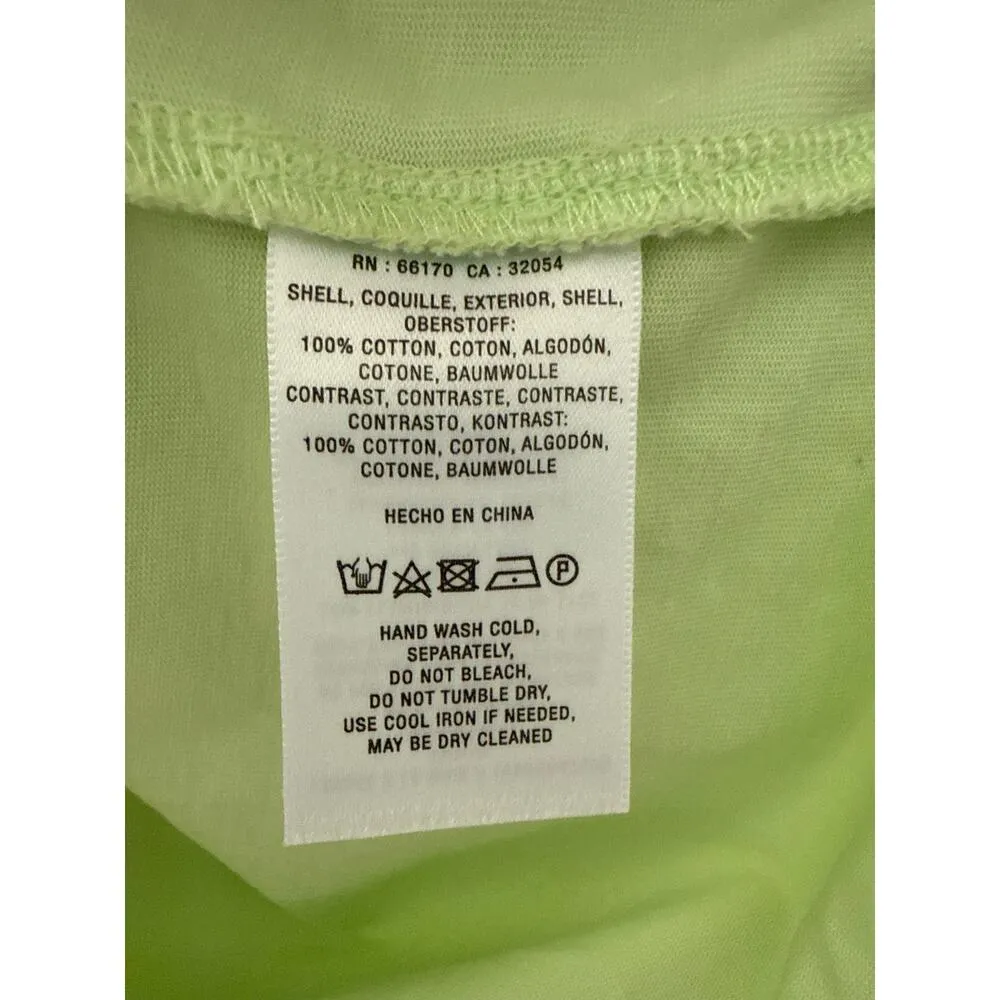 RN : 66170 CA : 32054
SHELL, COQUILLE, EXTERIOR, SHELL,
OBERSTOFF:
100% COTTON, COTON, ALGODÓN,
COTONE, BAUMWOLLE
CONTRAST, CONTRASTE, CONTRASTE,
CONTRASTO, KONTRAST:
100% COTTON, COTON, ALGODÓN,
COTONE, BAUMWOLLE
HECHO EN CHINA
P
HAND WASH COLD,
SEPARATELY,
DO NOT BLEACH,
DO NOT TUMBLE DRY,
USE COOL IRON IF NEEDED,
MAY BE DRY CLEANED